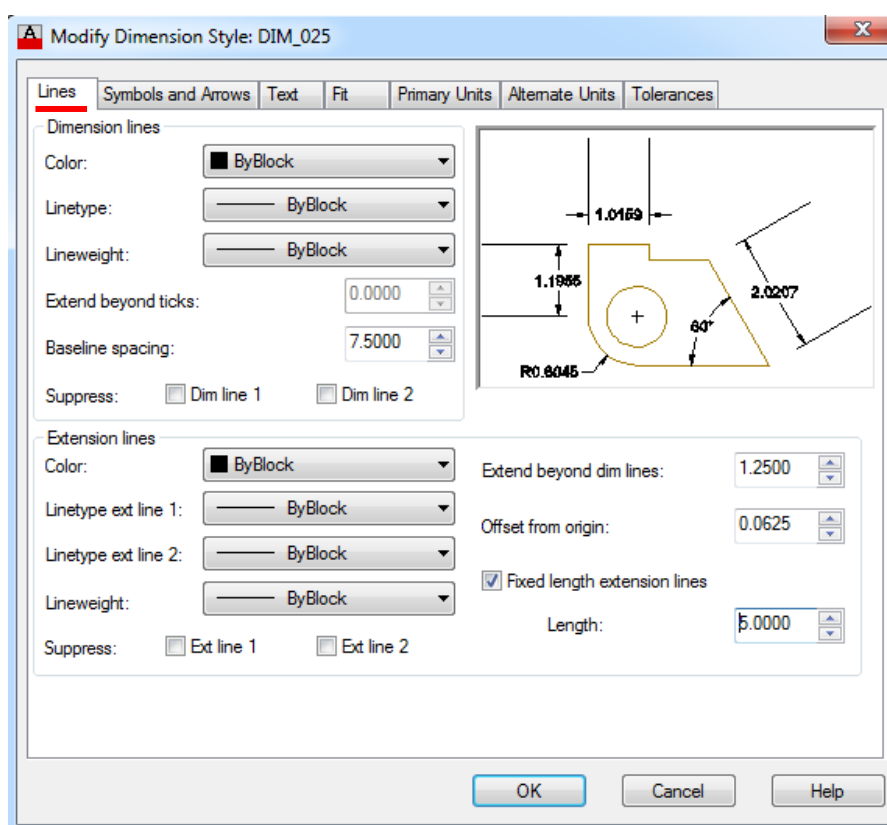 Modify Dimension Style: DIM_025
Lines Symbols and Arrows Text Fit Primary Units Alternate Units Tolerances
Dimension lines
Color: ByBlock
Linetype: ByBlock
Lineweight: ByBlock
Extend beyond ticks: 0.0000
Baseline spacing: 7.5000
Suppress: Dim line 1 Dim line 2
1.0159
1.1955
2.0207
60°
R0.8045
Extension lines
Color: ByBlock
Linetype ext line 1: ByBlock
Linetype ext line 2: ByBlock
Lineweight: ByBlock
Suppress: Ext line 1 Ext line 2
Extend beyond dim lines: 1.2500
Offset from origin: 0.0625
Fixed length extension lines
Length: 5.0000
OK Cancel Help